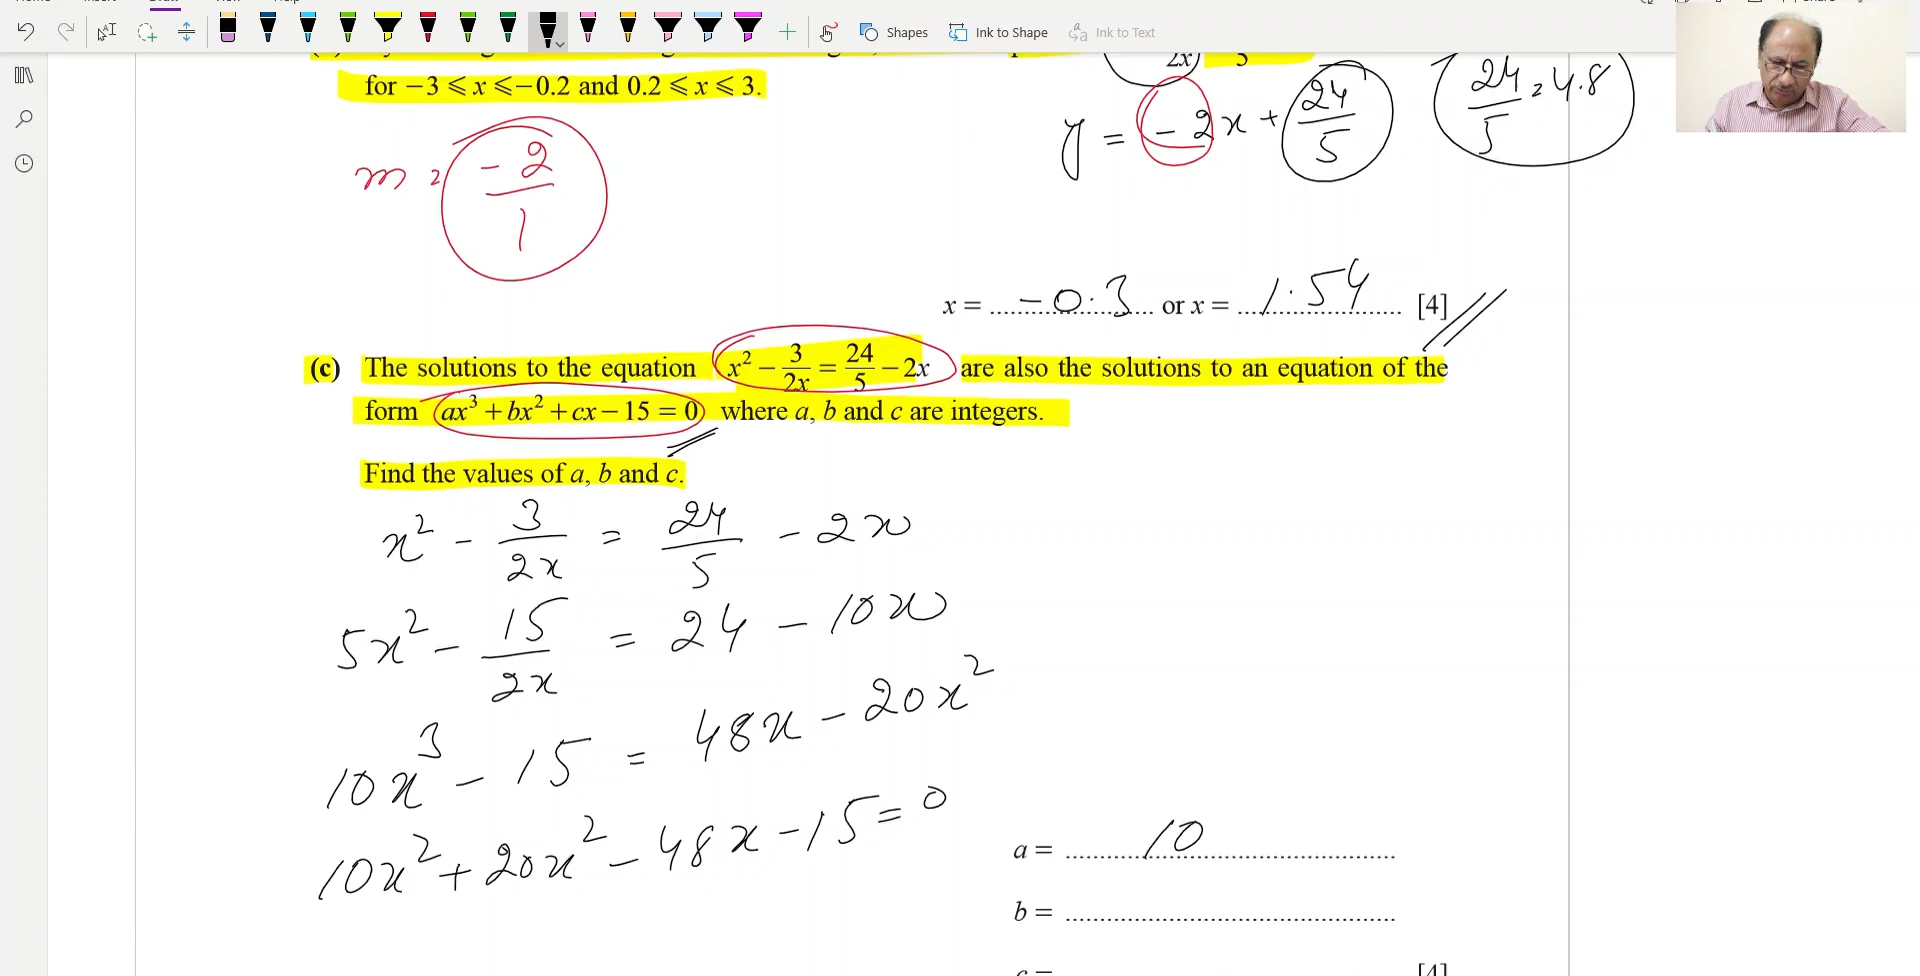 Shapes Ink to Shape Ink to Text
2x) 5
for −3 ⩽ x ⩽ −0.2 and 0.2 ⩽ x ⩽ 3.
y = −2x + 24/5
24/5 = 4.8
m = −2/1
x = −0.3 or x = 1.54 [4]
(c) The solutions to the equation x² − 3/2x = 24/5 − 2x are also the solutions to an equation of the
form ax³ + bx² + cx − 15 = 0 where a, b and c are integers.
Find the values of a, b and c.
x² − 3/2x = 24/5 − 2x
5x² − 15/2x = 24 − 10x
10x³ − 15 = 48x − 20x²
10x² + 20x² − 48x − 15 = 0
a = 10
b =
[4]